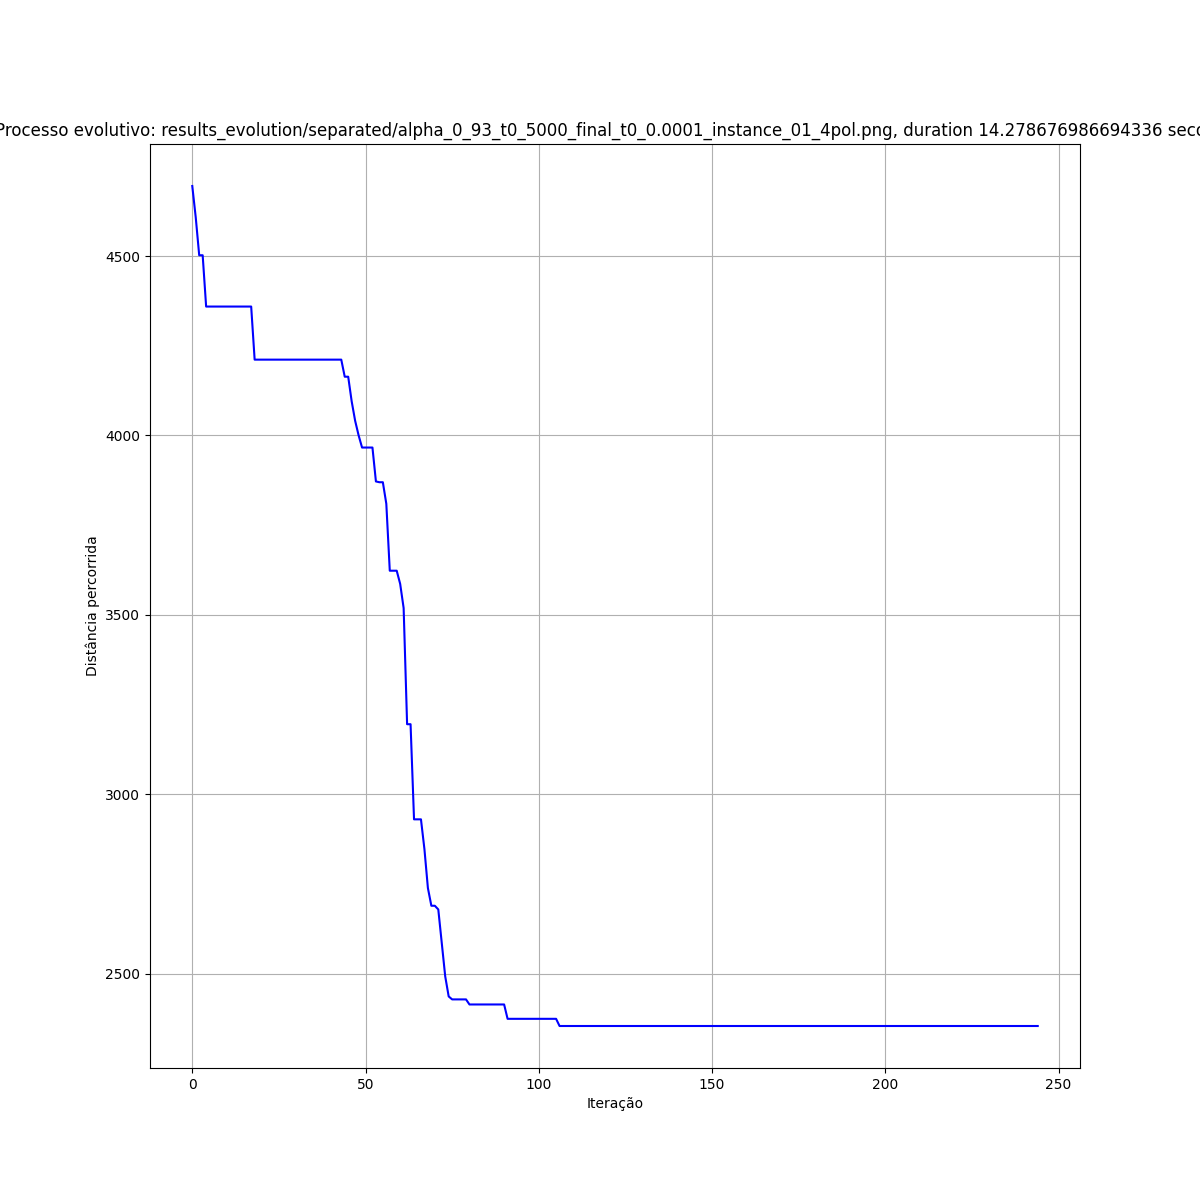 Processo evolutivo: results_evolution/separated/alpha_0_93_t0_5000_final_t0_0.0001_instance_01_4pol.png, duration 14.278676986694336 seco
4500
4000
3500
3000
2500
Distância percorrida
0 50 100 150 200 250
Iteração